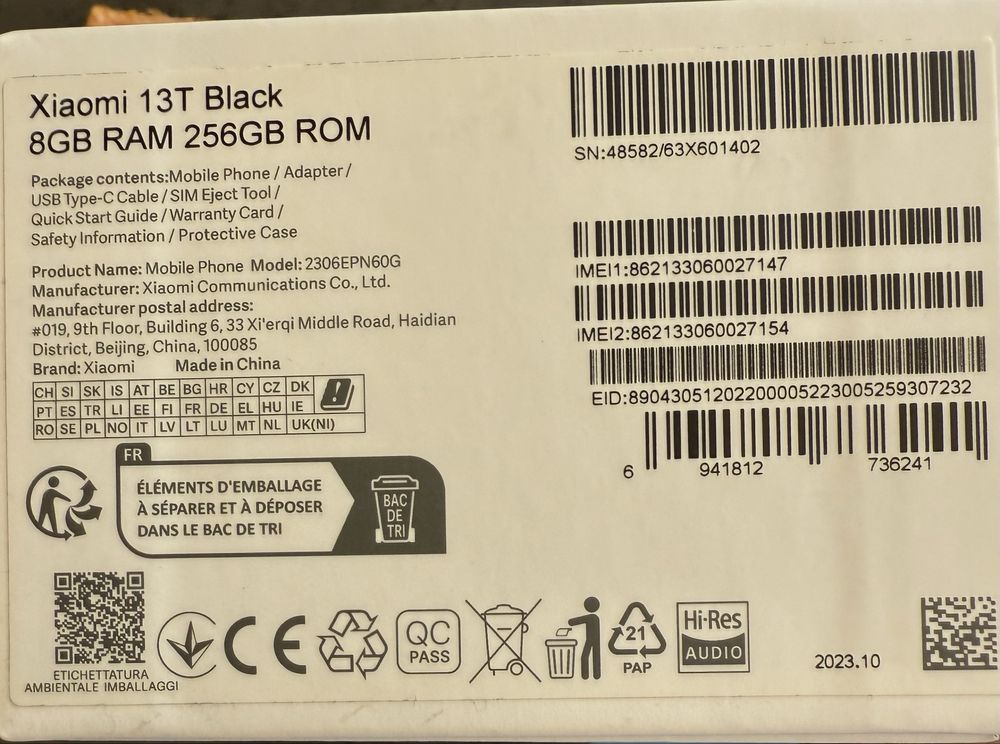 Xiaomi 13T Black
8GB RAM 256GB ROM
Package contents:Mobile Phone / Adapter /
USB Type-C Cable / SIM Eject Tool /
Quick Start Guide / Warranty Card /
Safety Information / Protective Case
Product Name: Mobile Phone Model: 2306EPN60G
Manufacturer: Xiaomi Communications Co., Ltd.
Manufacturer postal address:
#019, 9th Floor, Building 6, 33 Xi'erqi Middle Road, Haidian
District, Beijing, China, 100085
Brand: Xiaomi Made in China
CH SI SK IS AT BE BG HR CY CZ DK
PT ES TR LI EE FI FR DE EL HU IE
RO SE PL NO IT LV LT LU MT NL UK(NI)
SN:48582/63X601402
IMEI1:862133060027147
IMEI2:862133060027154
EID:89043051202200005223005259307232
6 941812 736241
FR
ÉLÉMENTS D'EMBALLAGE
À SÉPARER ET À DÉPOSER
DANS LE BAC DE TRI
BAC
DE
TRI
ETICHETTATURA
AMBIENTALE IMBALLAGGI
CE
QC
PASS
21
PAP
Hi-Res
AUDIO
2023.10